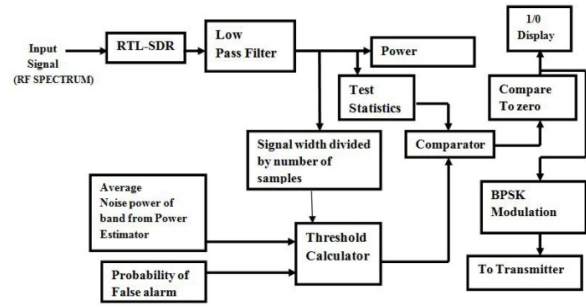 Input
Signal
(RF SPECTRUM)
RTL-SDR
Low
Pass Filter
Power
1/0
Display
Test
Statistics
Compare
To zero
Comparator
Signal width divided
by number of
samples
Average
Noise power of
band from Power
Estimator
BPSK
Modulation
Threshold
Calculator
Probability of
False alarm
To Transmitter